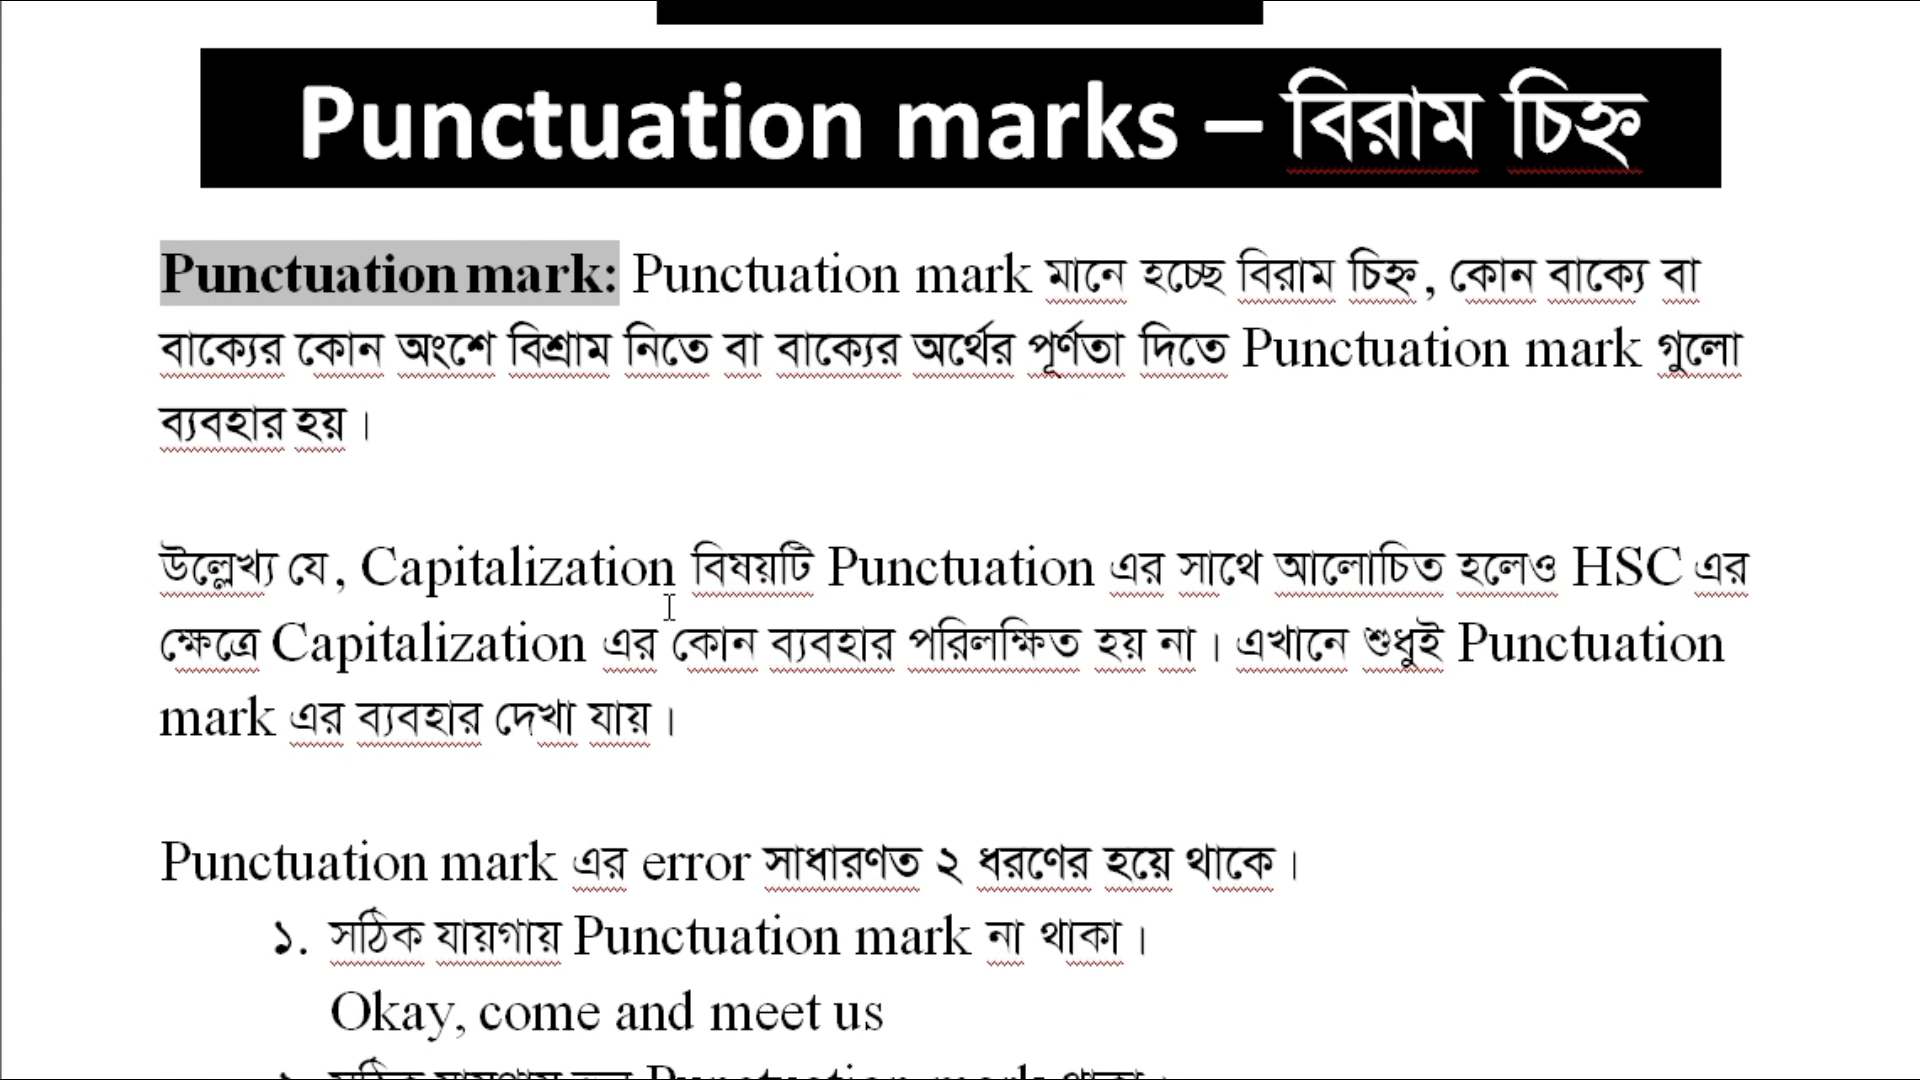 Punctuation marks – বিরাম চিহ্ন
Punctuation mark: Punctuation mark মানে হচ্ছে বিরাম চিহ্ন, কোন বাক্যে বা
বাক্যের কোন অংশে বিশ্রাম নিতে বা বাক্যের অর্থের পূর্ণতা দিতে Punctuation mark গুলো
ব্যবহার হয়।
উল্লেখ্য যে, Capitalization বিষয়টি Punctuation এর সাথে আলোচিত হলেও HSC এর
ক্ষেত্রে Capitalization এর কোন ব্যবহার পরিলক্ষিত হয় না। এখানে শুধুই Punctuation
mark এর ব্যবহার দেখা যায়।
Punctuation mark এর error সাধারণত ২ ধরণের হয়ে থাকে।
১. সঠিক যায়গায় Punctuation mark না থাকা।
Okay, come and meet us